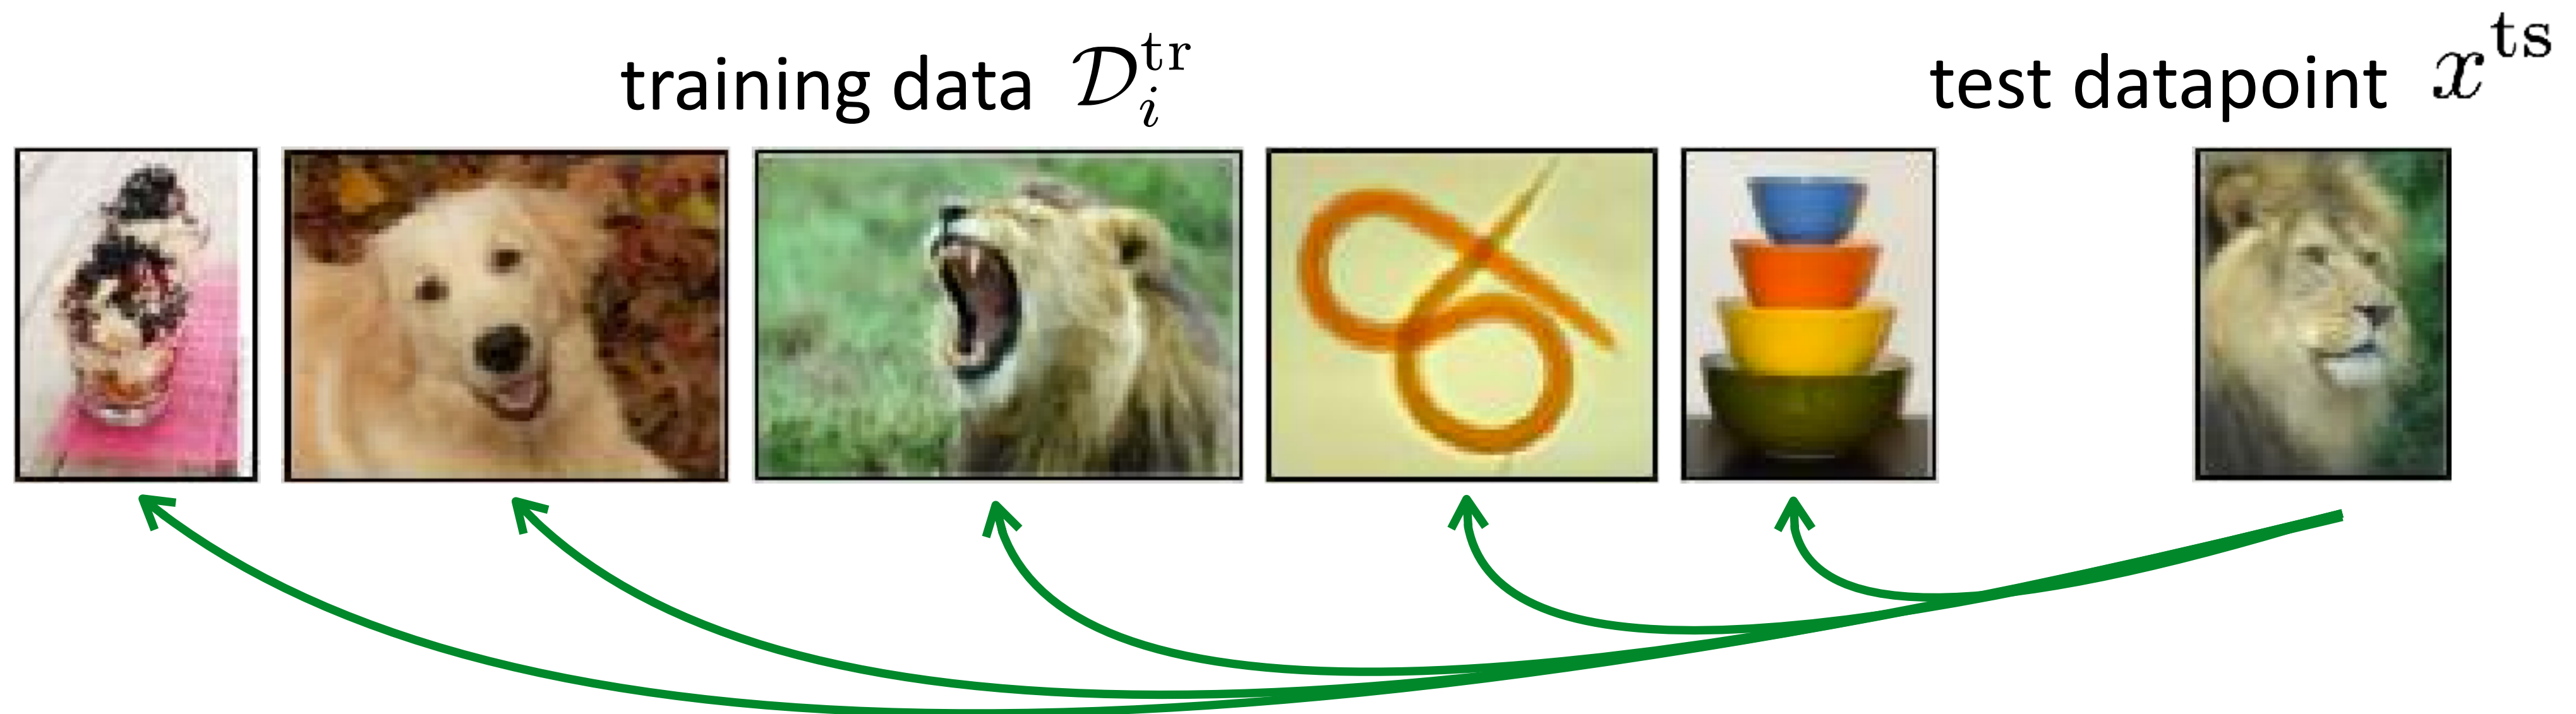 training data $\mathcal{D}_i^{\text{tr}}$
test datapoint $x^{\text{ts}}$